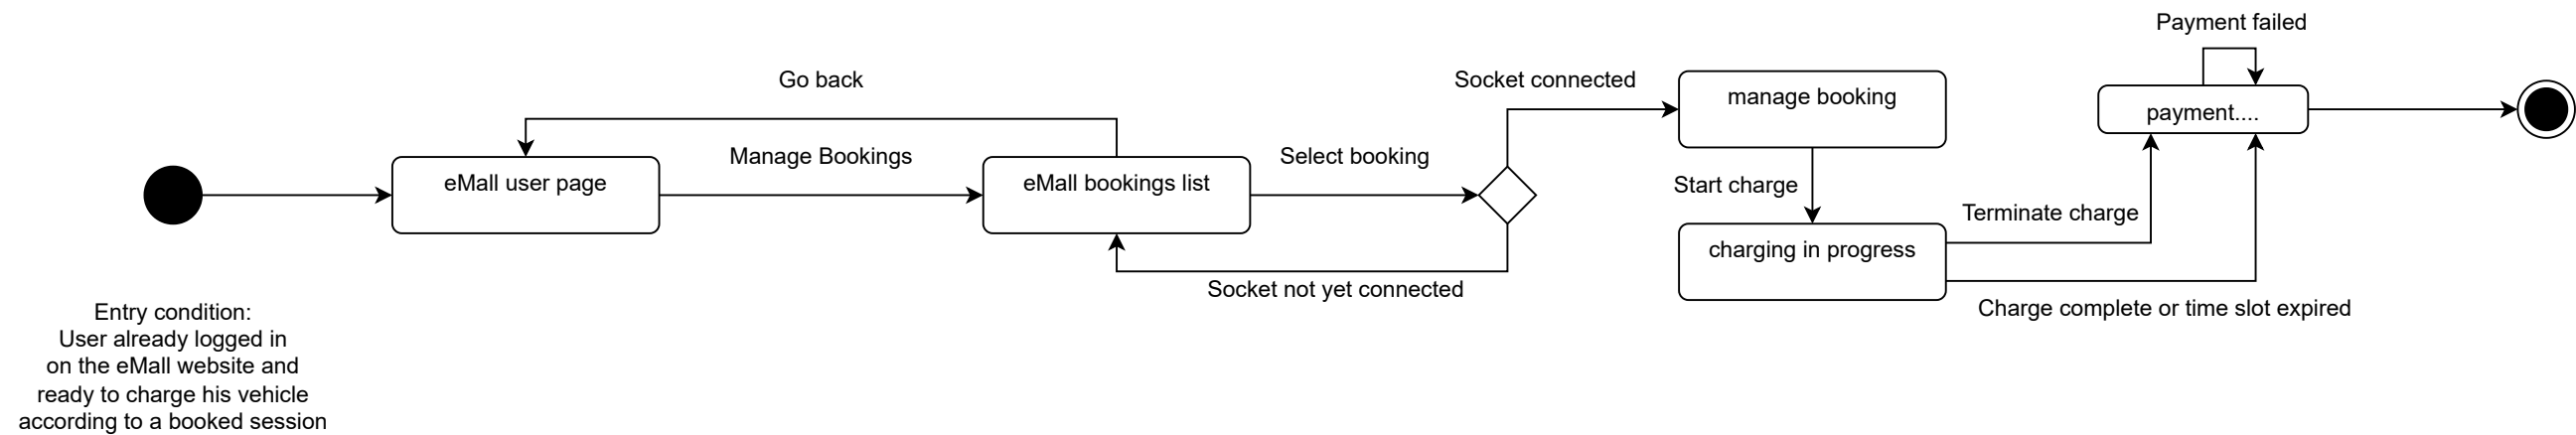 Payment failed
Go back
Socket connected
manage booking
payment....
Manage Bookings
Select booking
eMall user page
eMall bookings list
Start charge
Terminate charge
charging in progress
Socket not yet connected
Charge complete or time slot expired
Entry condition:
User already logged in
on the eMall website and
ready to charge his vehicle
according to a booked session